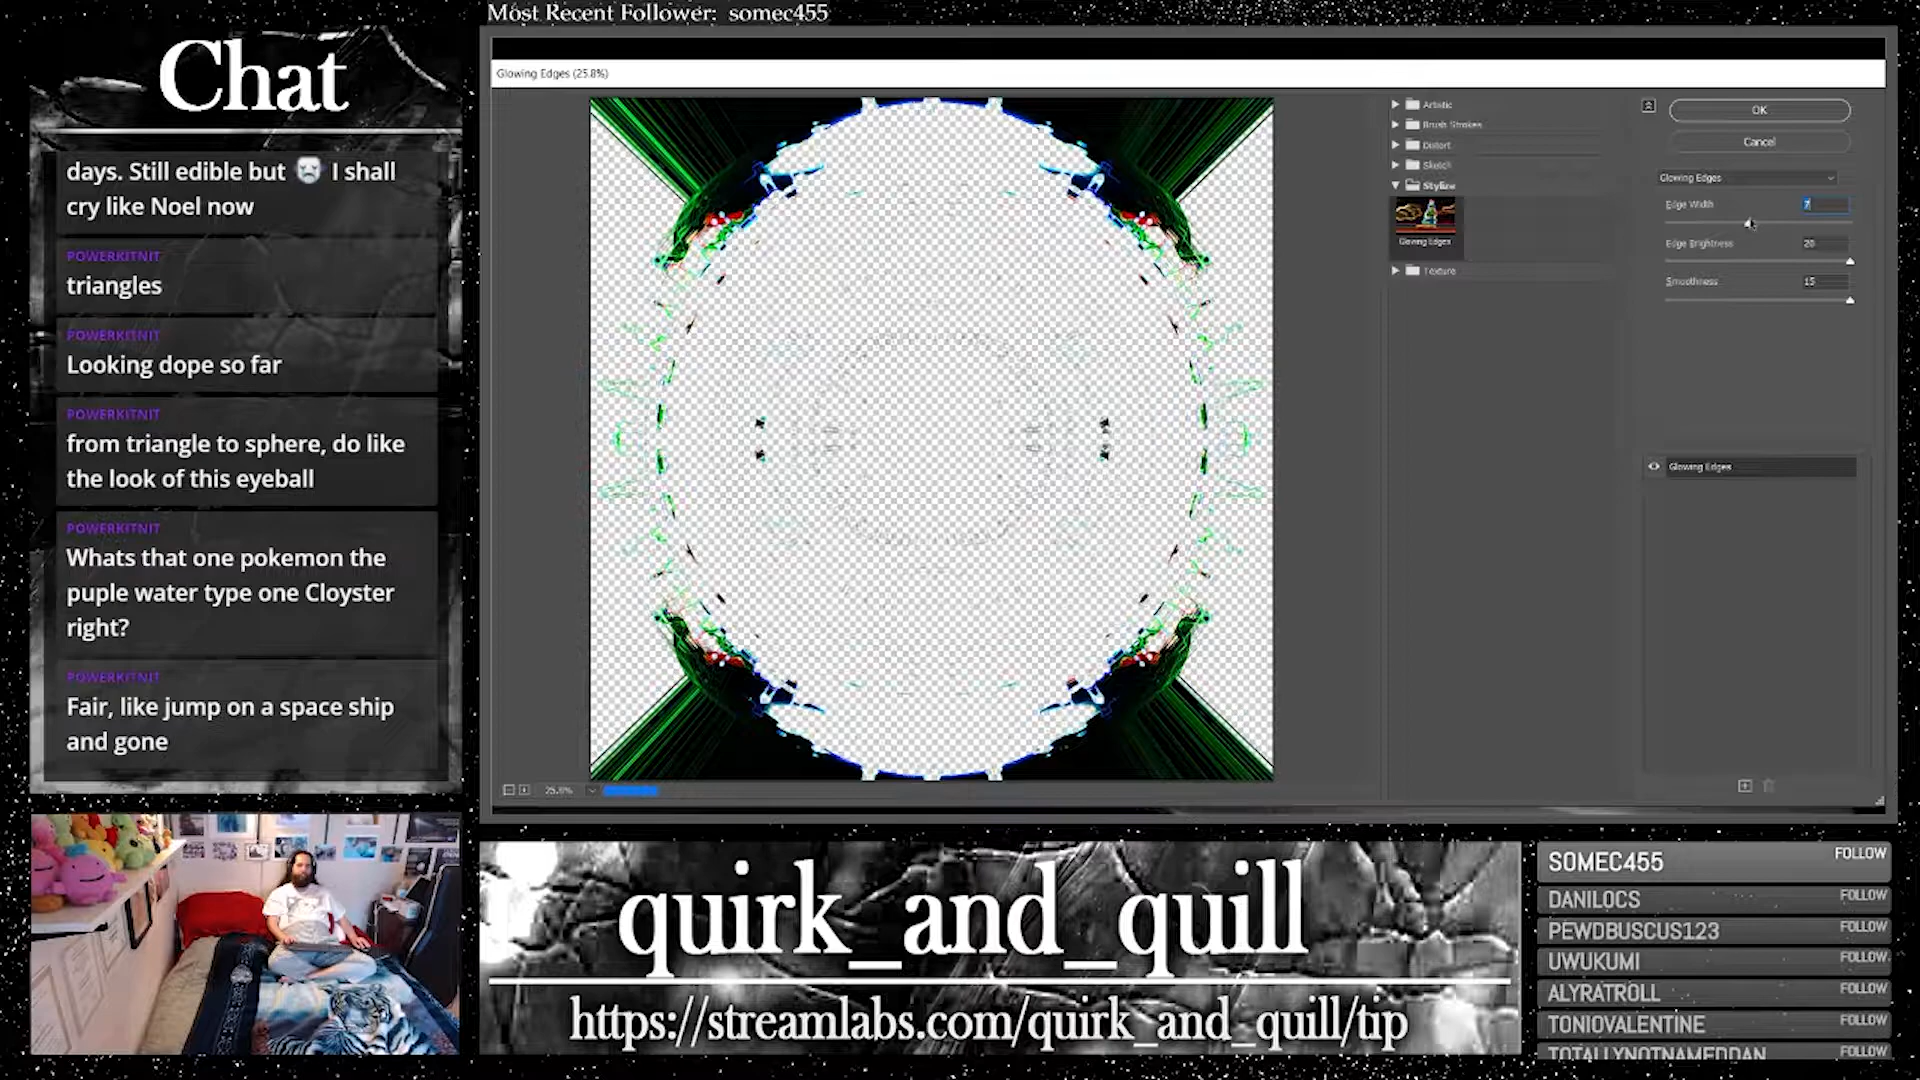 Most Recent Follower: somec455
Chat
days. Still edible but I shall
cry like Noel now
POWERKITNIT
triangles
POWERKITNIT
Looking dope so far
POWERKITNIT
from triangle to sphere, do like
the look of this eyeball
POWERKITNIT
Whats that one pokemon the
puple water type one Cloyster
right?
POWERKITNIT
Fair, like jump on a space ship
and gone
Glowing Edges (25.8%)
Artistic
Brush Strokes
Distort
Sketch
Stylize
Glowing Edges
Texture
OK
Cancel
Glowing Edges
Edge Width 7
Edge Brightness 20
Smoothness 15
Glowing Edges
25.8%
quirk_and_quill
https://streamlabs.com/quirk_and_quill/tip
SOMEC455 FOLLOW
DANILOCS FOLLOW
PEWDBUSCUS123 FOLLOW
UWUKUMI FOLLOW
ALYRATROLL FOLLOW
TONIOVALENTINE FOLLOW
TOTALLYNOTNAMEDDAN FOLLOW